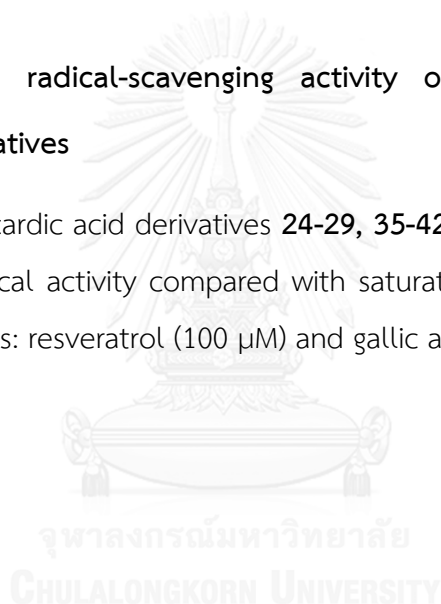 radical-scavenging activity o
atives
cardic acid derivatives 24-29, 35-42
ical activity compared with saturat
s: resveratrol (100 μM) and gallic a
จุฬาลงกรณ์มหาวิทยาลัย
CHULALONGKORN UNIVERSITY